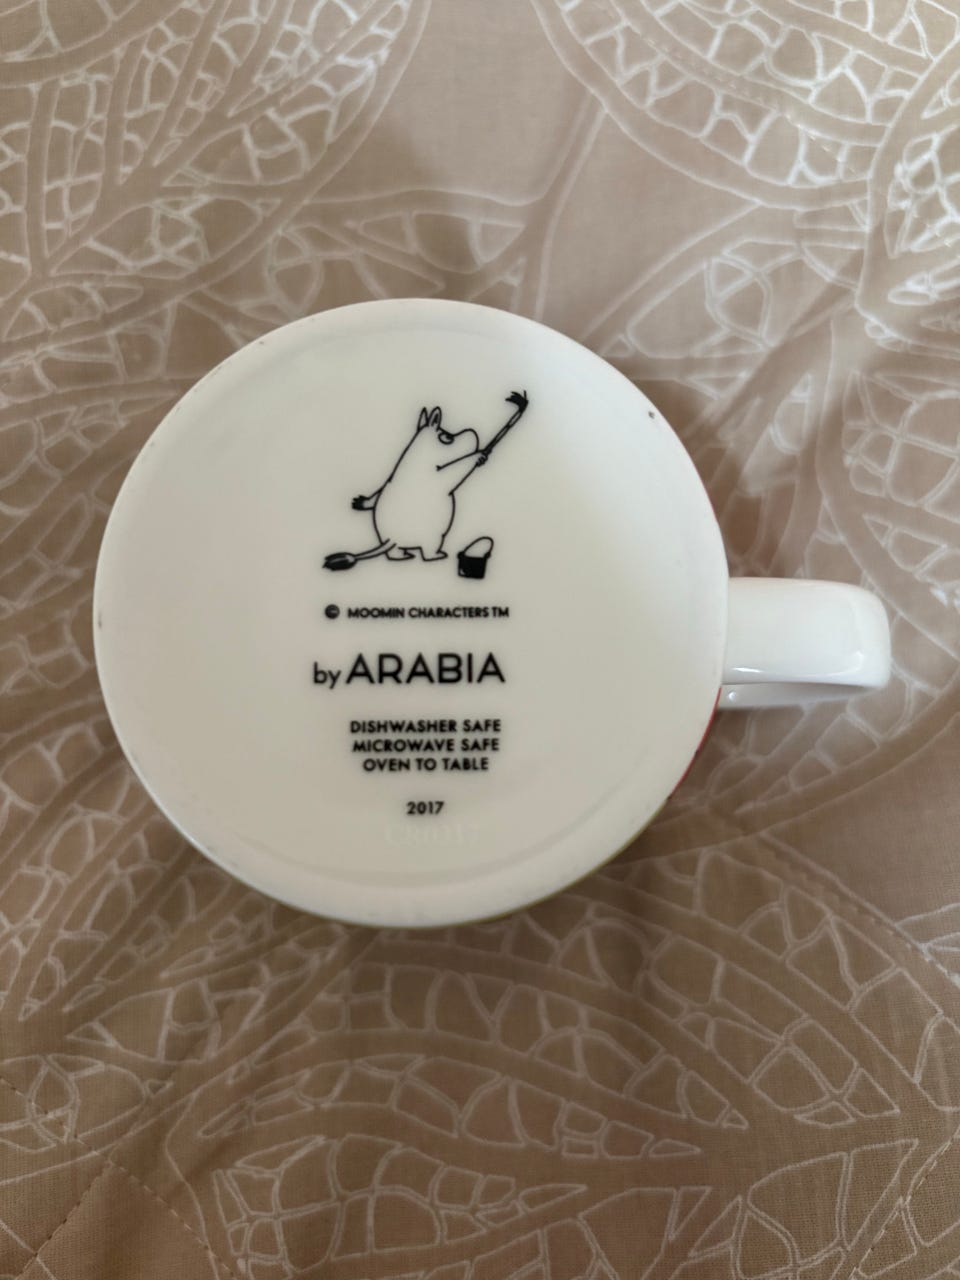 © MOOMIN CHARACTERS TM
by ARABIA
DISHWASHER SAFE
MICROWAVE SAFE
OVEN TO TABLE
2017